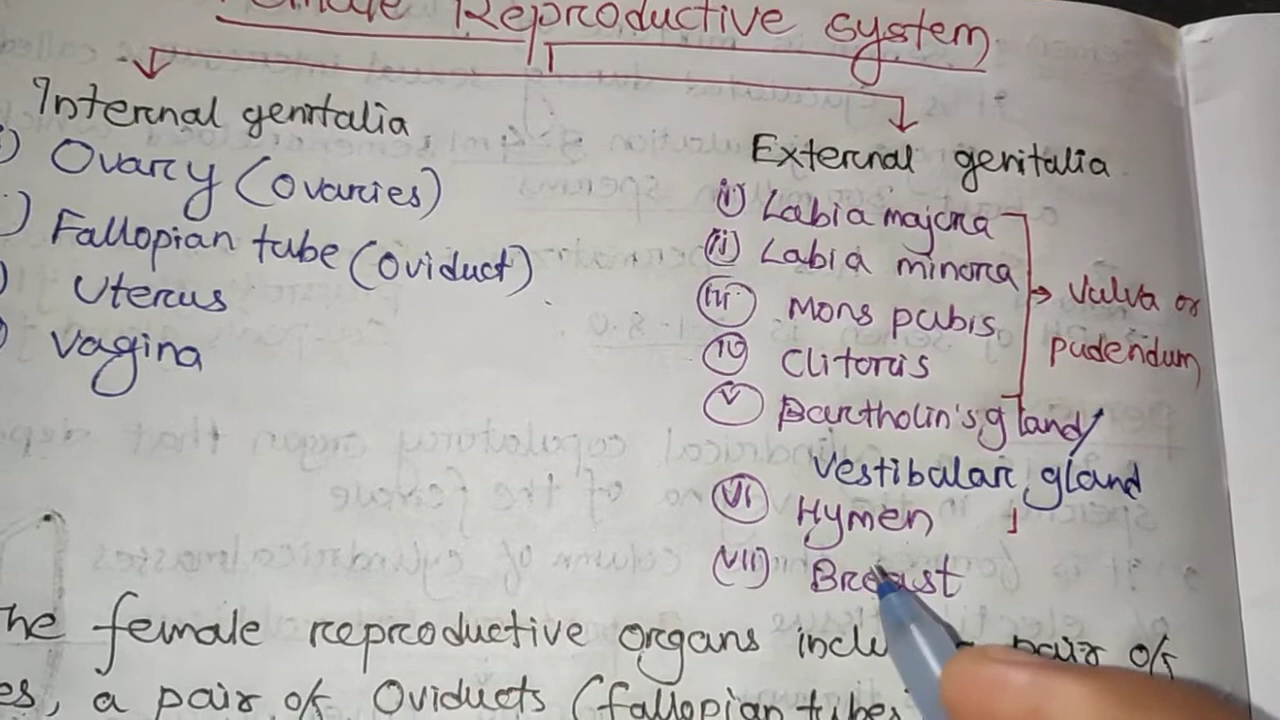 Female Reproductive system
Internal genitalia
Ovary (Ovaries)
Fallopian tube (Oviduct)
Uterus
Vagina
External genitalia
(i) Labia majora
(ii) Labia minora
(iii) Mons pubis
(iv) Clitoris
(v) Bartholin's gland/
Vestibular gland
(vi) Hymen
(vii) Breast
Vulva or
pudendum
The female reproductive organs pair of
es, a pair of Oviducts (fallopian tubes